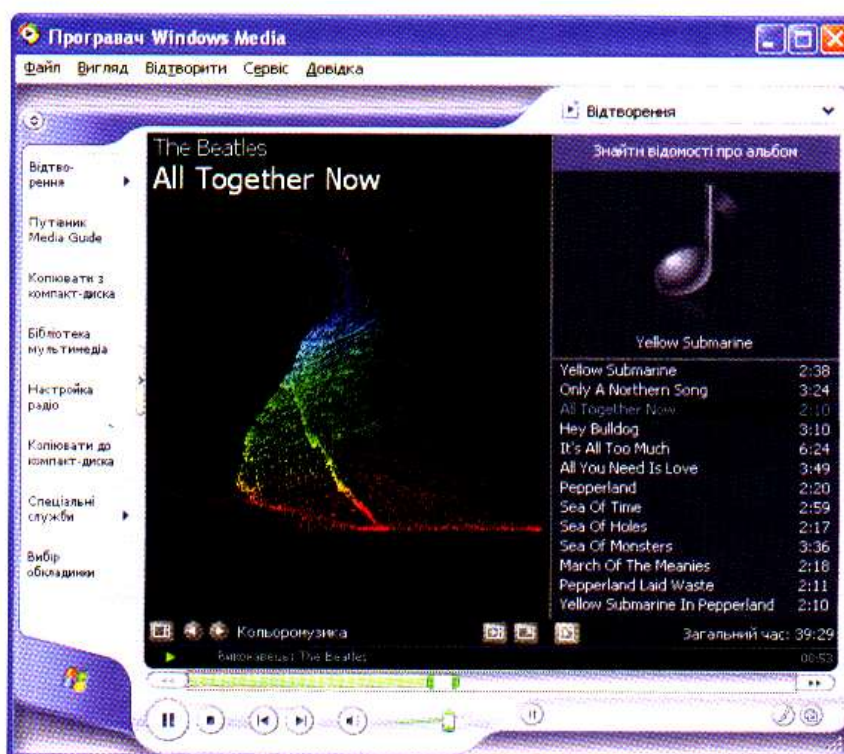 Програвач Windows Media
Файл Вигляд Відтворити Сервіс Довідка
Відтворення
The Beatles
All Together Now
Знайти відомості про альбом
Yellow Submarine
Відтво-
рення
Путівник
Media Guide
Копіювати з
компакт-диска
Бібліотека
мультимедіа
Настройка
радіо
Копіювати до
компакт-диска
Спеціальні
служби
Вибір
обкладинки
Yellow Submarine 2:38
Only A Northern Song 3:24
All Together Now 2:10
Hey Bulldog 3:10
It's All Too Much 6:24
All You Need Is Love 3:49
Pepperland 2:20
Sea Of Time 2:59
Sea Of Holes 2:17
Sea Of Monsters 3:36
March Of The Meanies 2:18
Pepperland Laid Waste 2:11
Yellow Submarine In Pepperland 2:10
Кольоромузика
Загальний час: 39:29
Виконавець: The Beatles 00:53